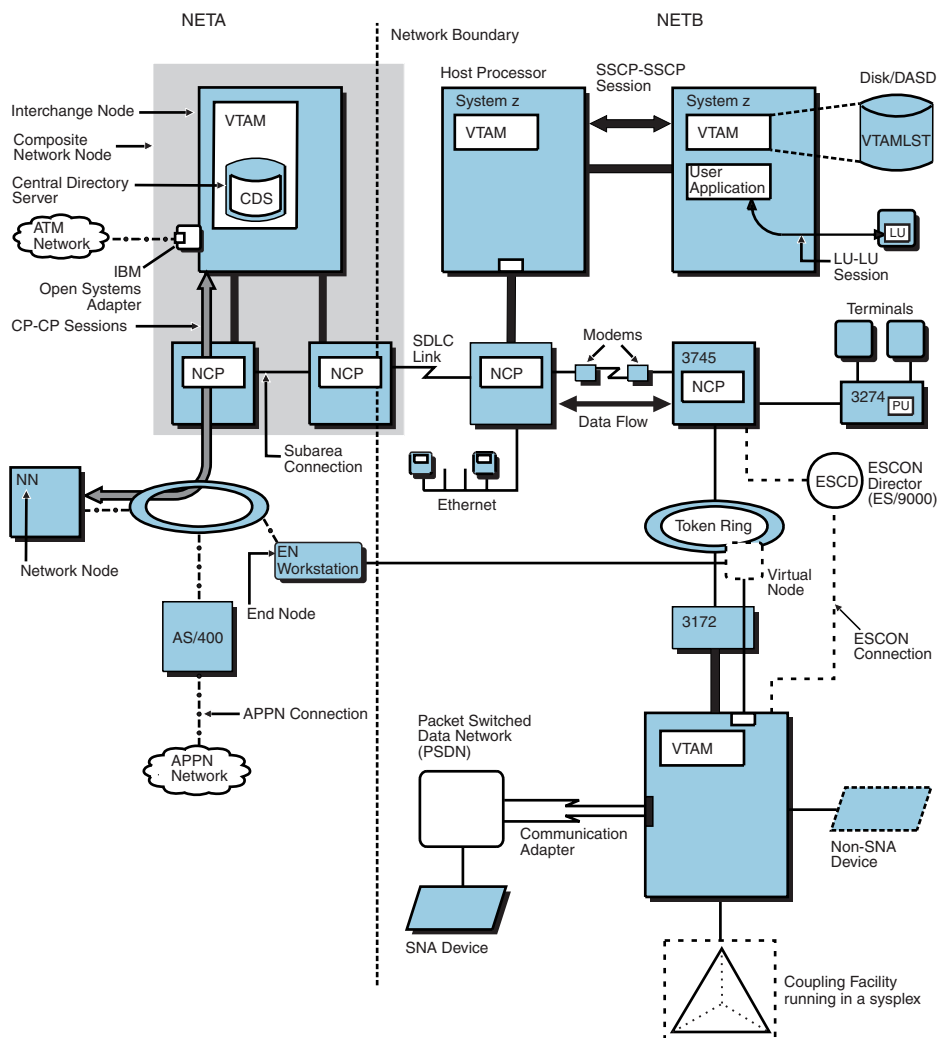 NETA
NETB
Network Boundary
Host Processor
SSCP-SSCP
Session
Disk/DASD
Interchange Node
Composite
Network Node
Central Directory
Server
VTAM
CDS
System z
VTAM
System z
VTAM
User
Application
VTAMLST
LU
LU-LU
Session
ATM
Network
IBM
Open Systems
Adapter
CP-CP Sessions
NCP
NCP
SDLC
Link
NCP
Modems
3745
NCP
Terminals
3274
PU
Subarea
Connection
Data Flow
Ethernet
ESCD
ESCON
Director
(ES/9000)
NN
Network Node
EN
Workstation
End Node
Token Ring
Virtual
Node
AS/400
3172
ESCON
Connection
APPN Connection
APPN
Network
Packet Switched
Data Network
(PSDN)
VTAM
Communication
Adapter
Non-SNA
Device
SNA Device
Coupling Facility
running in a sysplex